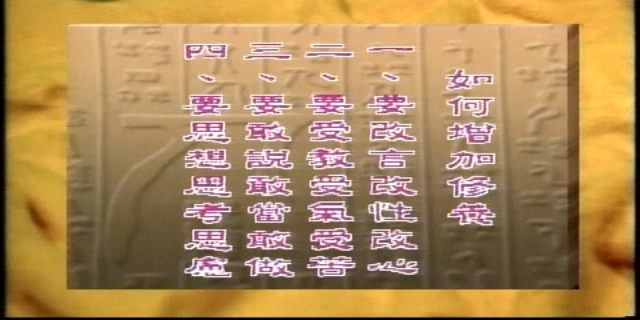 如何增加修養
一、要改言改性改心
二、要受教受氣受苦
三、要敢說敢當敢做
四、要思想思考思慮